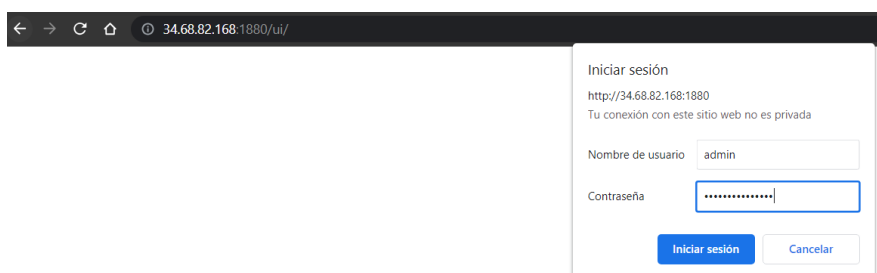 34.68.82.168:1880/ui/
Iniciar sesión
http://34.68.82.168:1880
Tu conexión con este sitio web no es privada
Nombre de usuario admin
Contraseña •••••••••••••••
Iniciar sesión Cancelar